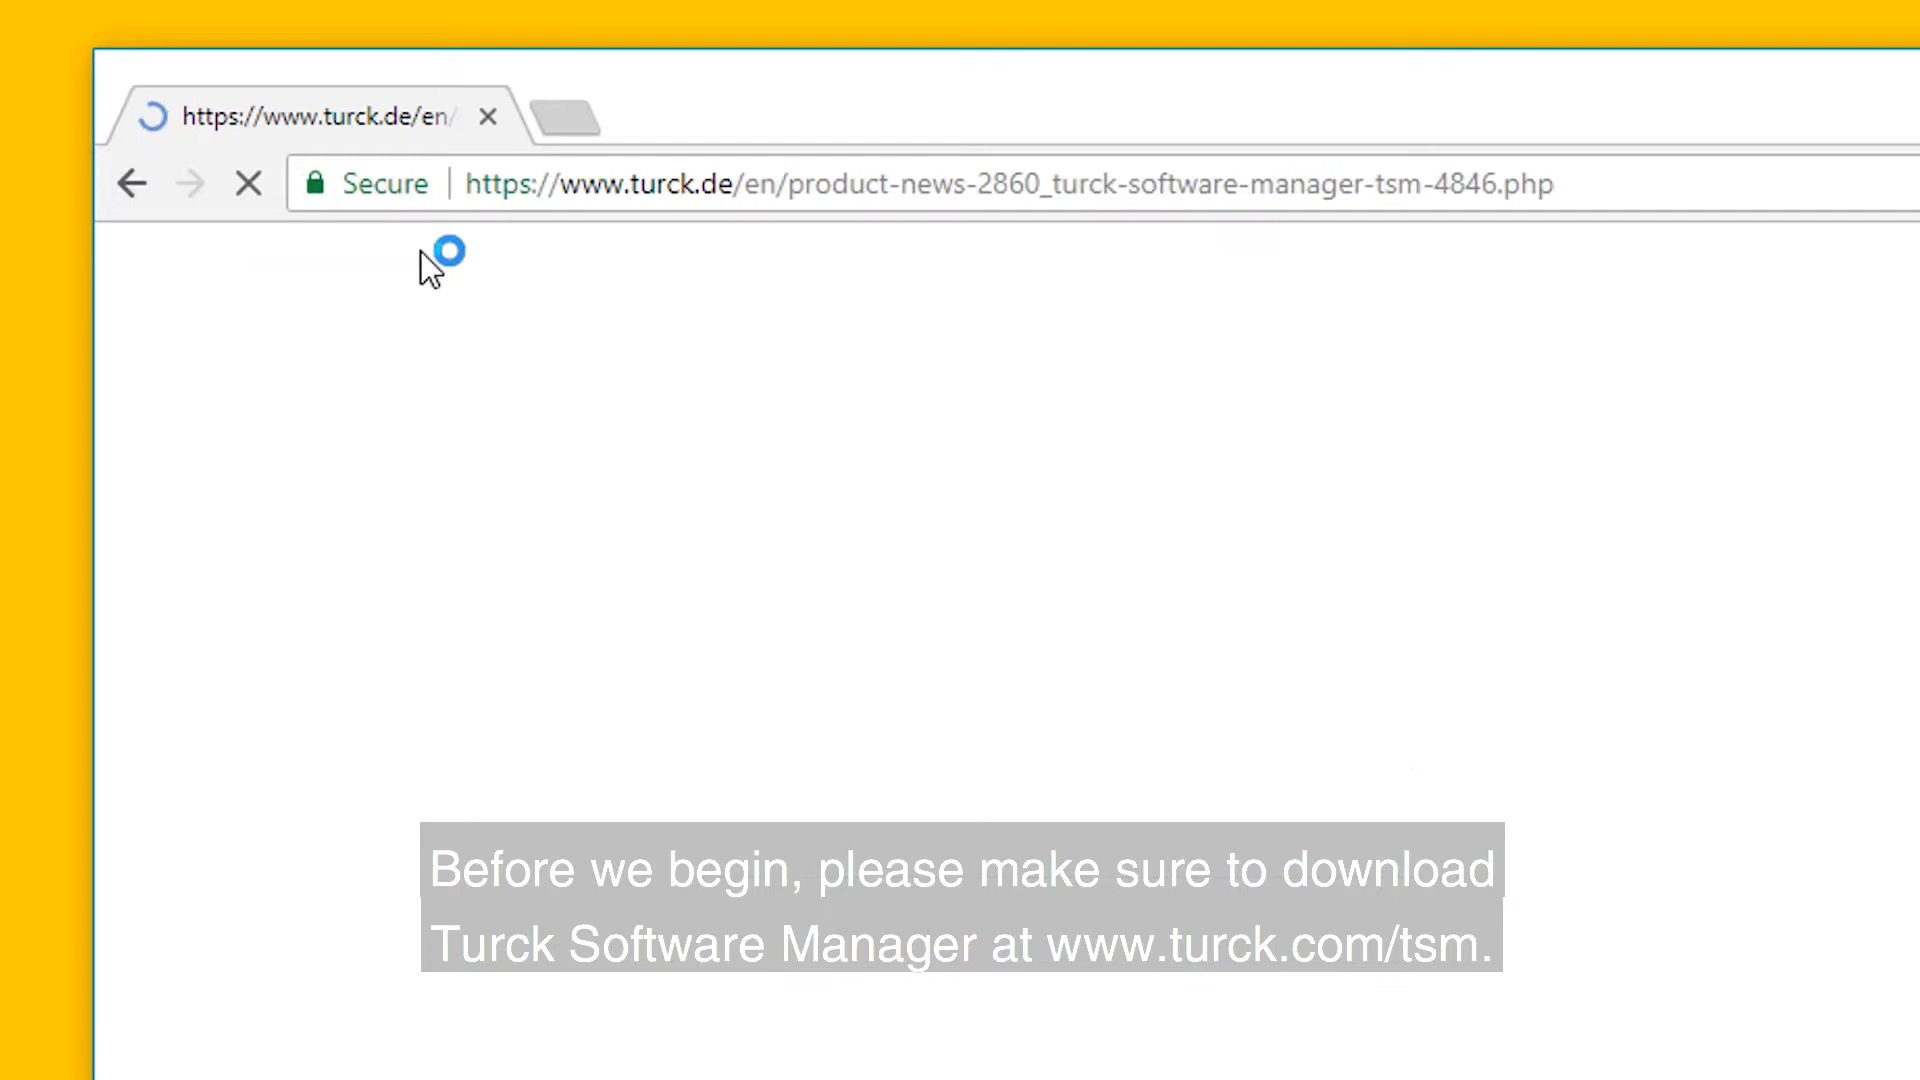 https://www.turck.de/en/
Secure | https://www.turck.de/en/product-news-2860_turck-software-manager-tsm-4846.php
Before we begin, please make sure to download
Turck Software Manager at www.turck.com/tsm.